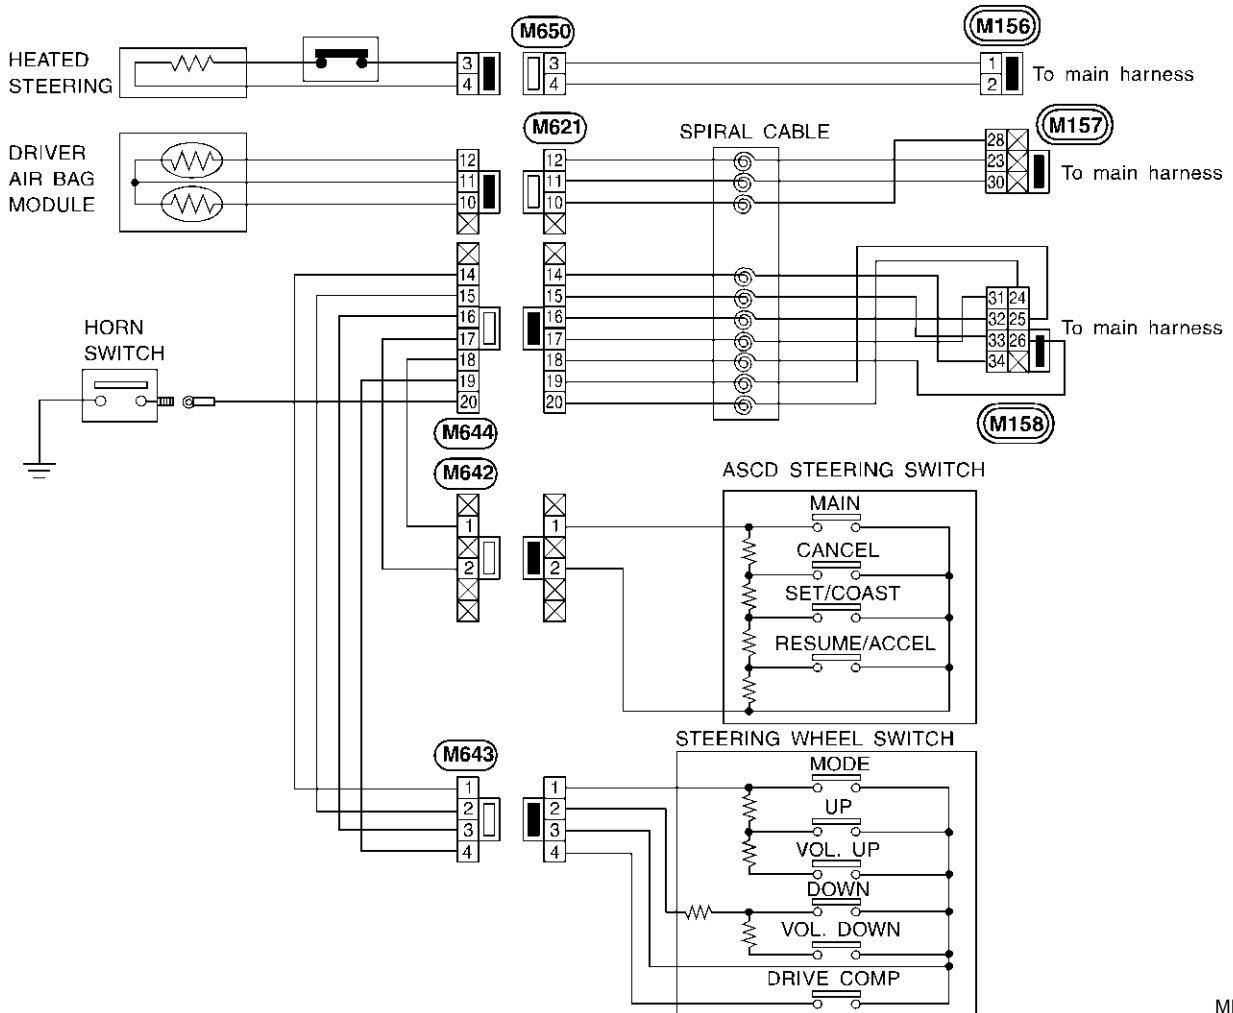 M650
M156
HEATED
STEERING
3
4
3
4
1
2
To main harness
M621
SPIRAL CABLE
M157
DRIVER
AIR BAG
MODULE
12
11
10
12
11
10
28
23
30
To main harness
14
15
16
17
18
19
20
14
15
16
17
18
19
20
31 24
32 25
33 26
34
To main harness
HORN
SWITCH
M644
M158
M642
ASCD STEERING SWITCH
1
2
1
2
MAIN
CANCEL
SET/COAST
RESUME/ACCEL
M643
STEERING WHEEL SWITCH
1
2
3
4
1
2
3
4
MODE
UP
VOL. UP
DOWN
VOL. DOWN
DRIVE COMP